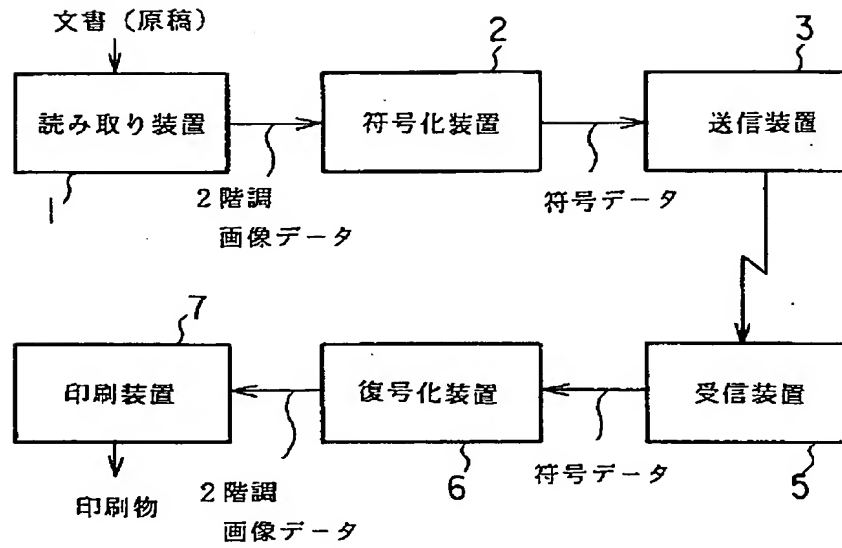 文書（原稿）
2
3
読み取り装置
符号化装置
送信装置
1
2階調
画像データ
符号データ
7
印刷装置
復号化装置
受信装置
印刷物
2階調
画像データ
6
符号データ
5